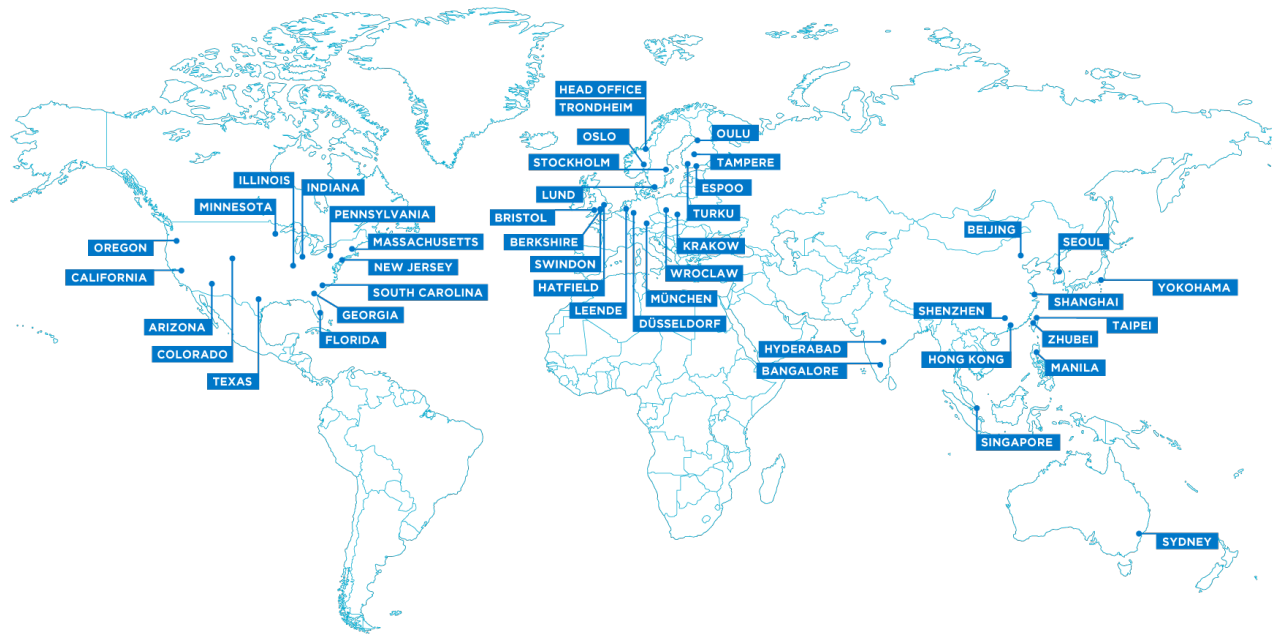 HEAD OFFICE
TRONDHEIM
OSLO
OULU
STOCKHOLM
TAMPERE
ILLINOIS
INDIANA
LUND
ESPOO
MINNESOTA
PENNSYLVANIA
BRISTOL
TURKU
OREGON
MASSACHUSETTS
BERKSHIRE
KRAKOW
BEIJING
SEOUL
CALIFORNIA
NEW JERSEY
SWINDON
WROCLAW
SOUTH CAROLINA
HATFIELD
MÜNCHEN
YOKOHAMA
SHANGHAI
ARIZONA
GEORGIA
LEENDE
DÜSSELDORF
SHENZHEN
TAIPEI
COLORADO
FLORIDA
HYDERABAD
ZHUBEI
HONG KONG
TEXAS
BANGALORE
MANILA
SINGAPORE
SYDNEY